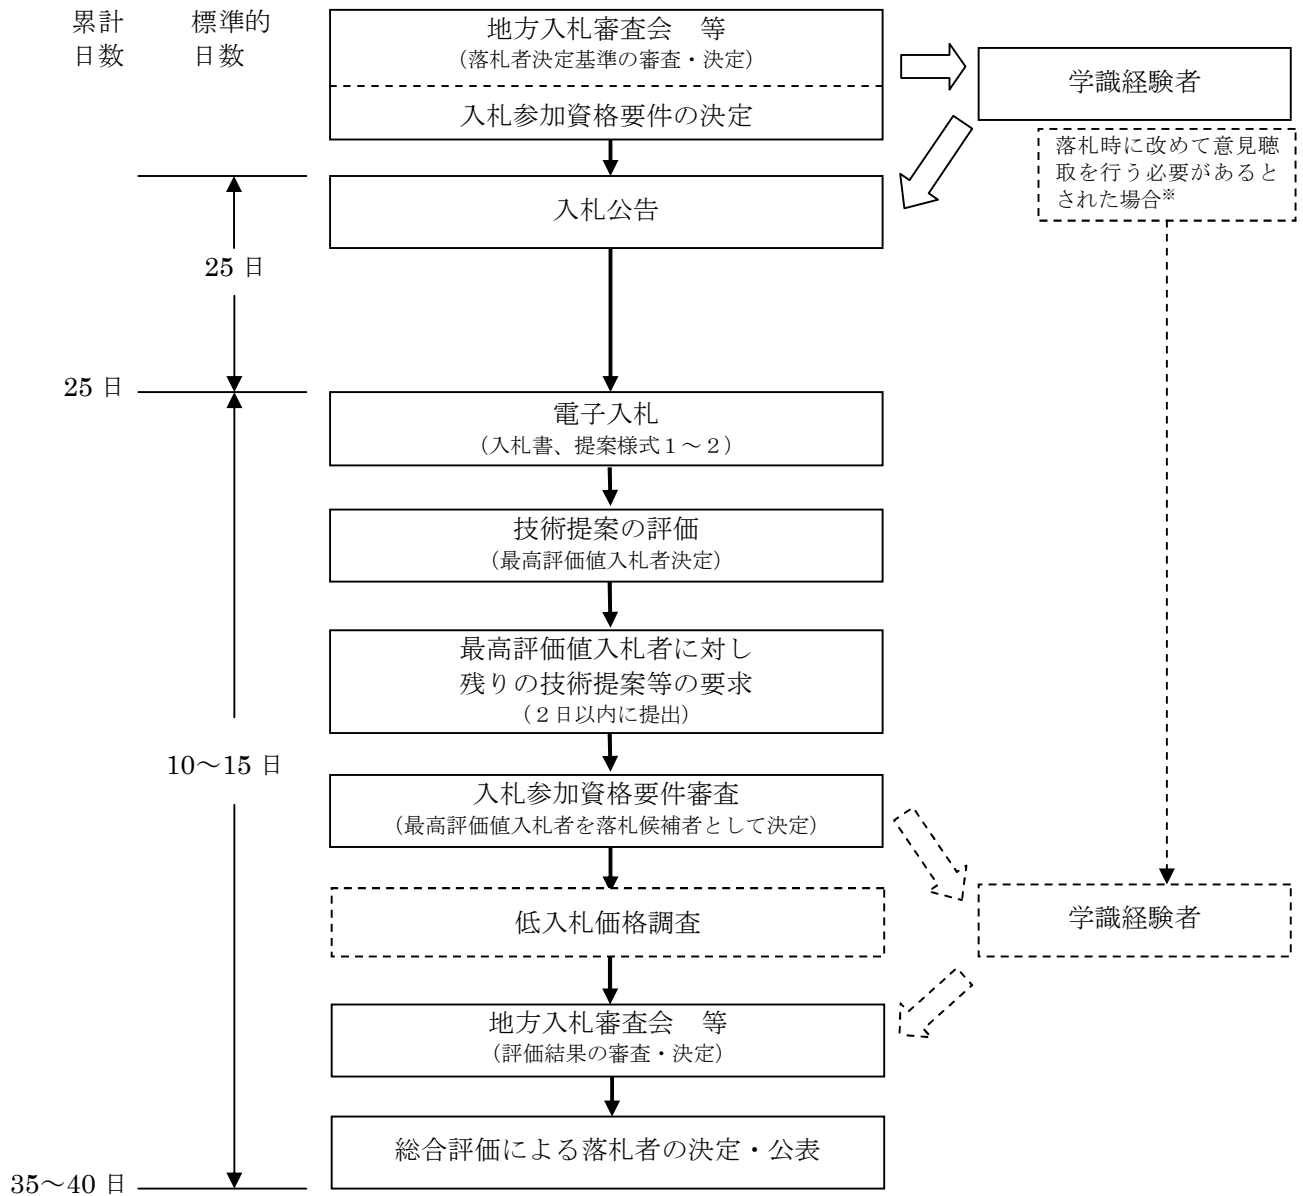 累計
日数
標準的
日数
地方入札審査会　等
（落札者決定基準の審査・決定）
入札参加資格要件の決定
学識経験者
落札時に改めて意見聴
取を行う必要があると
された場合※
入札公告
25 日
25 日
電子入札
（入札書、提案様式１～２）
技術提案の評価
（最高評価値入札者決定）
最高評価値入札者に対し
残りの技術提案等の要求
（２日以内に提出）
10～15 日
入札参加資格要件審査
（最高評価値入札者を落札候補者として決定）
低入札価格調査
学識経験者
地方入札審査会　等
（評価結果の審査・決定）
総合評価による落札者の決定・公表
35～40 日